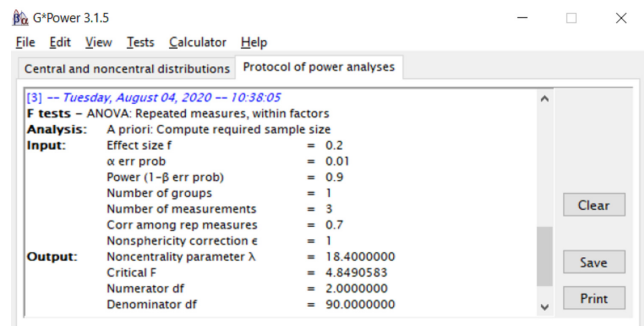 βα G*Power 3.1.5
File Edit View Tests Calculator Help
Central and noncentral distributions Protocol of power analyses
[3] -- Tuesday, August 04, 2020 -- 10:38:05
F tests – ANOVA: Repeated measures, within factors
Analysis: A priori: Compute required sample size
Input: Effect size f = 0.2
α err prob = 0.01
Power (1-β err prob) = 0.9
Number of groups = 1
Number of measurements = 3
Corr among rep measures = 0.7
Nonsphericity correction ϵ = 1
Output: Noncentrality parameter λ = 18.4000000
Critical F = 4.8490583
Numerator df = 2.0000000
Denominator df = 90.0000000
Clear
Save
Print